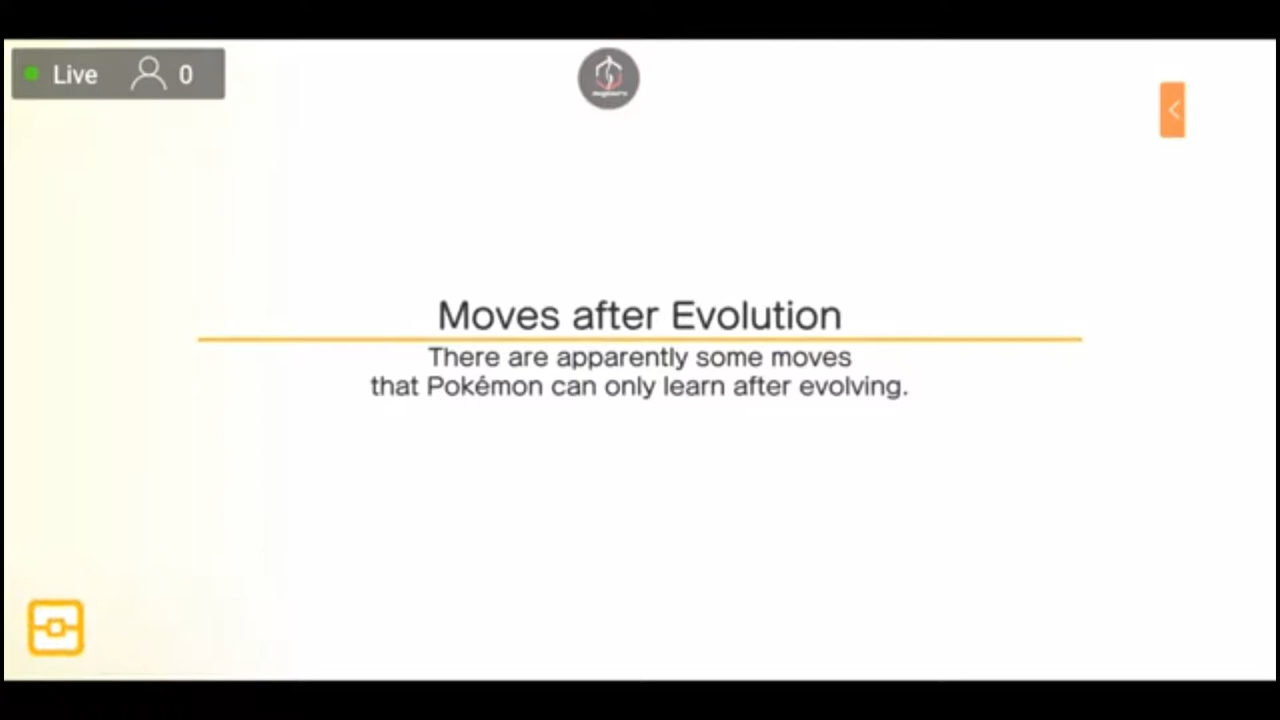 Live 0
Moves after Evolution
There are apparently some moves
that Pokémon can only learn after evolving.